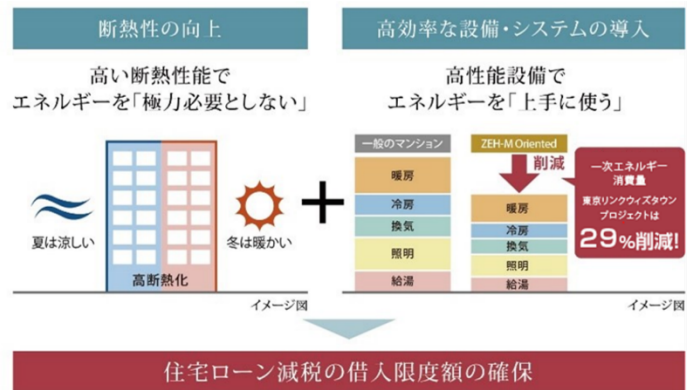 断熱性の向上
高い断熱性能で
エネルギーを「極力必要としない」
夏は涼しい
冬は暖かい
高断熱化
イメージ図
+
高効率な設備・システムの導入
高性能設備で
エネルギーを「上手に使う」
一般のマンション
暖房
冷房
換気
照明
給湯
ZEH-M Oriented
削減
暖房
冷房
換気
照明
給湯
一次エネルギー
消費量
東京リンクウィズタウン
プロジェクトは
29%削減!
イメージ図
住宅ローン減税の借入限度額の確保